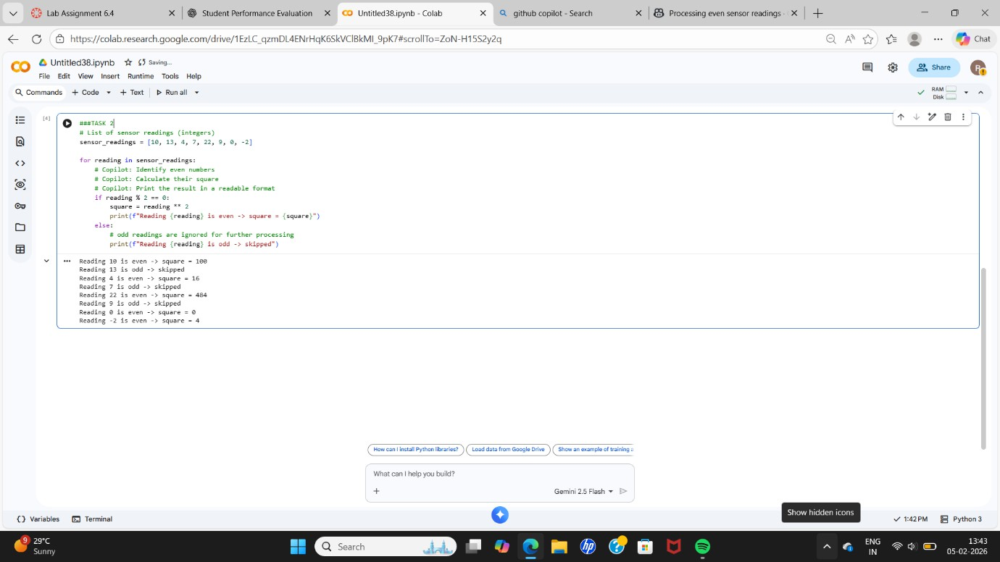 Lab Assignment 6.4
Student Performance Evaluation
Untitled38.ipynb - Colab
github copilot - Search
Processing even sensor readings -
https://colab.research.google.com/drive/1EzLC_qzmDL4ENrHqK6SkVClBkMI_9pK7#scrollTo=ZoN-H15S2y2q
Chat
Untitled38.ipynb
Saving...
File Edit View Insert Runtime Tools Help
Share
R
Commands + Code + Text Run all
RAM
Disk
[4]
###TASK 2
# List of sensor readings (integers)
sensor_readings = [10, 13, 4, 7, 22, 9, 0, -2]
for reading in sensor_readings:
# Copilot: Identify even numbers
# Copilot: Calculate their square
# Copilot: Print the result in a readable format
if reading % 2 == 0:
square = reading ** 2
print(f"Reading {reading} is even -> square = {square}")
else:
# odd readings are ignored for further processing
print(f"Reading {reading} is odd -> skipped")
Reading 10 is even -> square = 100
Reading 13 is odd -> skipped
Reading 4 is even -> square = 16
Reading 7 is odd -> skipped
Reading 22 is even -> square = 484
Reading 9 is odd -> skipped
Reading 0 is even -> square = 0
Reading -2 is even -> square = 4
How can I install Python libraries?
Load data from Google Drive
Show an example of training a
What can I help you build?
Gemini 2.5 Flash
Show hidden icons
Variables
Terminal
1:42 PM
Python 3
9
29°C
Sunny
Search
hp
ENG
IN
13:43
05-02-2026